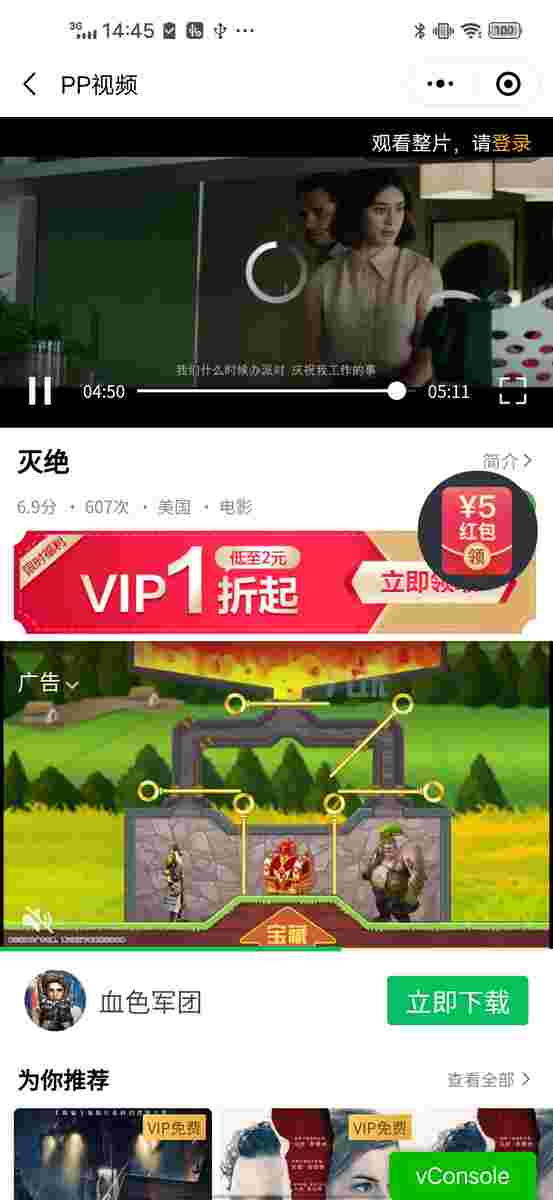 3G 14:45 100
PP视频
观看整片，请登录
我们什么时候办派对 庆祝我工作的事
04:50 05:11
灭绝 简介
6.9分 · 607次 · 美国 · 电影
¥5
红包
领
限时福利
VIP1折起
低至2元
立即领
广告
宝藏
血色军团 立即下载
为你推荐 查看全部
VIP免费 VIP免费
vConsole